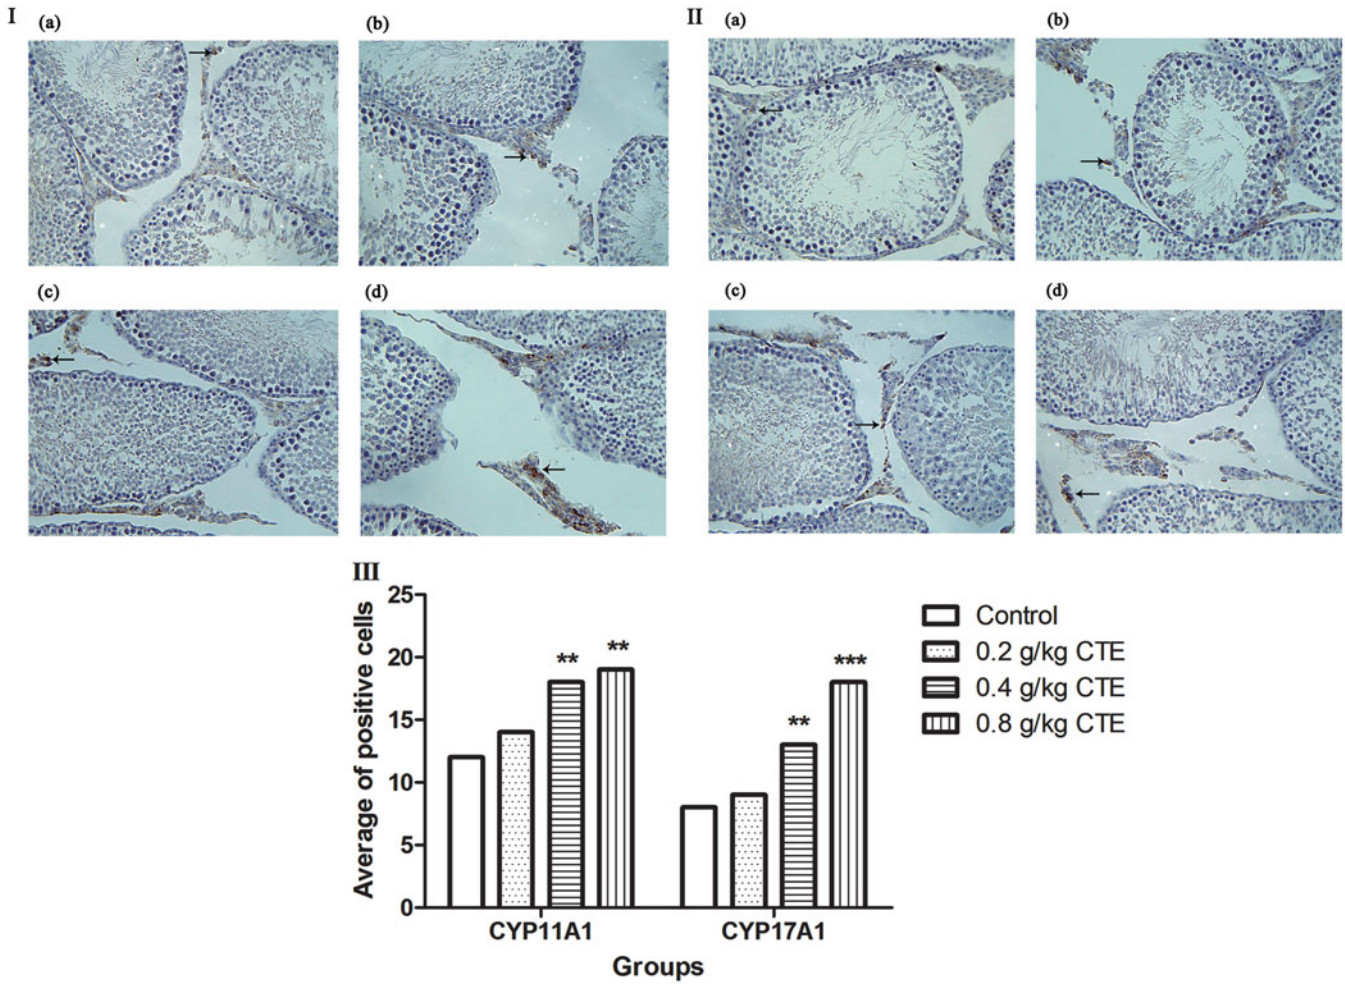 I
(a)
(b)
II
(a)
(b)
(c)
(d)
(c)
(d)
III
Average of positive cells
25
20
15
10
5
0
**
**
**
***
CYP11A1
CYP17A1
Groups
Control
0.2 g/kg CTE
0.4 g/kg CTE
0.8 g/kg CTE